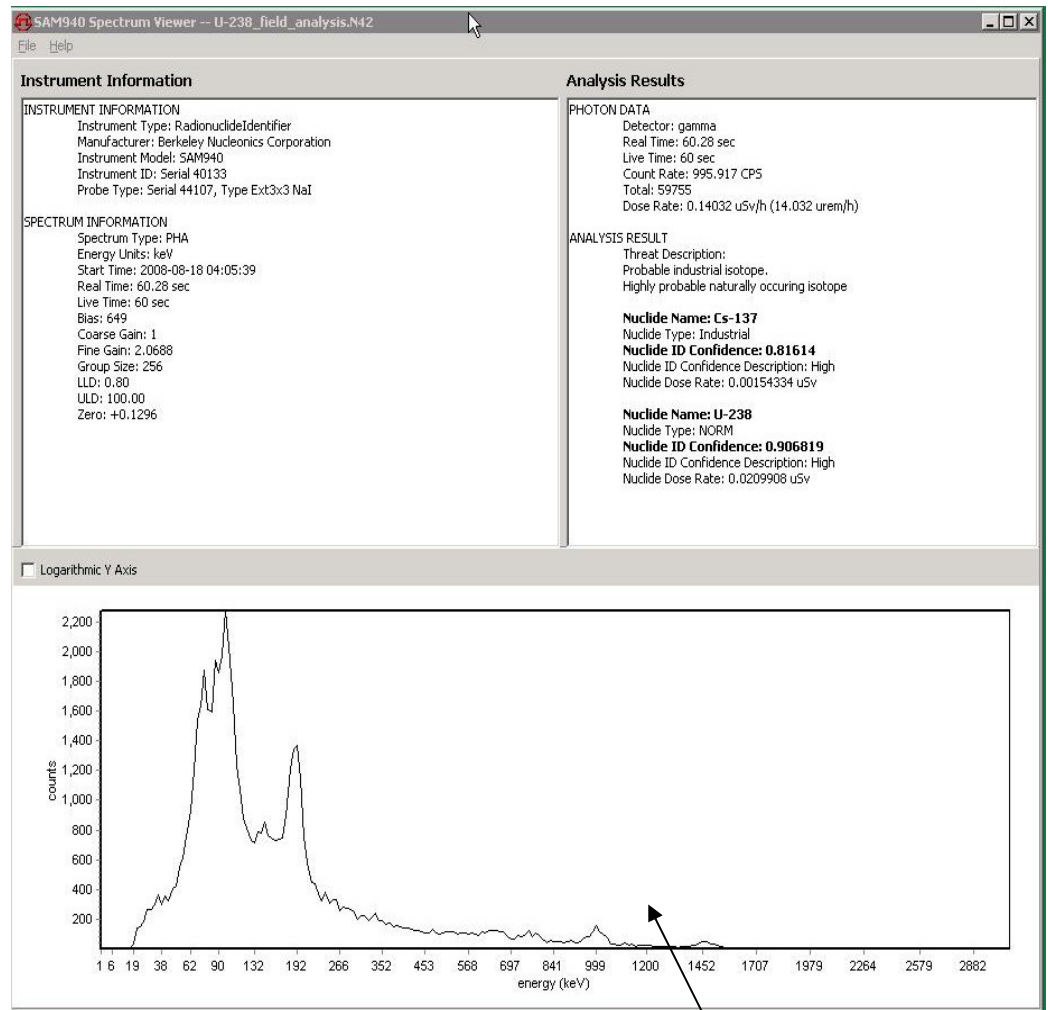 SAM940 Spectrum Viewer -- U-238_field_analysis.N42
File Help
Instrument Information
INSTRUMENT INFORMATION
Instrument Type: RadionuclideIdentifier
Manufacturer: Berkeley Nucleonics Corporation
Instrument Model: SAM940
Instrument ID: Serial 40133
Probe Type: Serial 44107, Type Ext3x3 NaI
SPECTRUM INFORMATION
Spectrum Type: PHA
Energy Units: keV
Start Time: 2008-08-18 04:05:39
Real Time: 60.28 sec
Live Time: 60 sec
Bias: 649
Coarse Gain: 1
Fine Gain: 2.0688
Group Size: 256
LLD: 0.80
ULD: 100.00
Zero: +0.1296
Analysis Results
PHOTON DATA
Detector: gamma
Real Time: 60.28 sec
Live Time: 60 sec
Count Rate: 995.917 CPS
Total: 59755
Dose Rate: 0.14032 uSv/h (14.032 urem/h)
ANALYSIS RESULT
Threat Description:
Probable industrial isotope.
Highly probable naturally occuring isotope
Nuclide Name: Cs-137
Nuclide Type: Industrial
Nuclide ID Confidence: 0.81614
Nuclide ID Confidence Description: High
Nuclide Dose Rate: 0.00154334 uSv
Nuclide Name: U-238
Nuclide Type: NORM
Nuclide ID Confidence: 0.906819
Nuclide ID Confidence Description: High
Nuclide Dose Rate: 0.0209908 uSv
Logarithmic Y Axis
2,200
2,000
1,800
1,600
1,400
1,200
1,000
800
600
400
200
counts
1 6 19 38 62 90 132 192 266 352 453 568 697 841 999 1200 1452 1707 1979 2264 2579 2882
energy (keV)